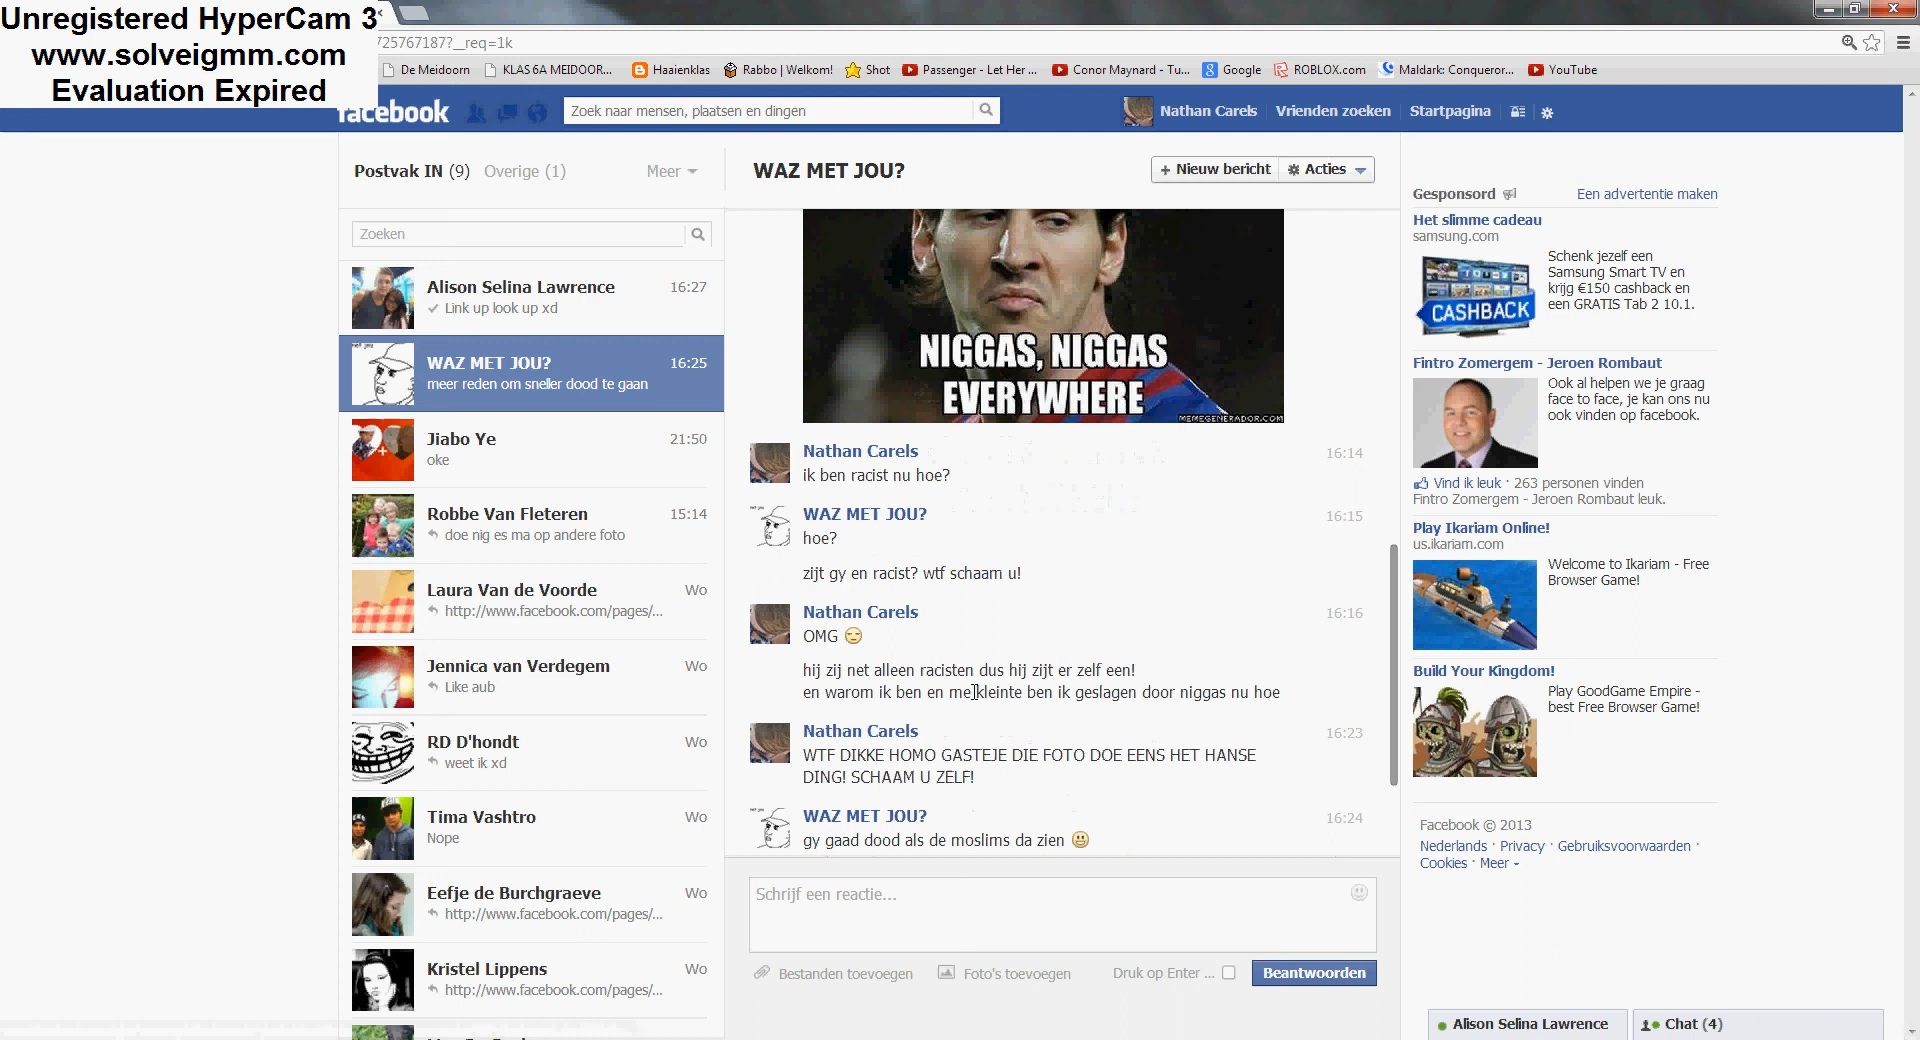 Unregistered HyperCam 3
www.solveigmm.com
Evaluation Expired
725767187?__req=1k
De Meidoorn
KLAS 6A MEIDOOR...
Haaienklas
Rabbo | Welkom!
Shot
Passenger - Let Her ...
Conor Maynard - Tu...
Google
ROBLOX.com
Maldark: Conqueror...
YouTube
facebook
Zoek naar mensen, plaatsen en dingen
Nathan Carels
Vrienden zoeken
Startpagina
Postvak IN (9)
Overige (1)
Meer
Zoeken
Alison Selina Lawrence
16:27
Link up look up xd
WAZ MET JOU?
16:25
meer reden om sneller dood te gaan
Jiabo Ye
21:50
oke
Robbe Van Fleteren
15:14
doe nig es ma op andere foto
Laura Van de Voorde
Wo
http://www.facebook.com/pages/...
Jennica van Verdegem
Wo
Like aub
RD D'hondt
Wo
weet ik xd
Tima Vashtro
Wo
Nope
Eefje de Burchgraeve
Wo
http://www.facebook.com/pages/...
Kristel Lippens
Wo
http://www.facebook.com/pages/...
WAZ MET JOU?
+ Nieuw bericht
Acties
NIGGAS, NIGGAS
EVERYWHERE
MEMEGENERADOR.COM
Nathan Carels
16:14
ik ben racist nu hoe?
WAZ MET JOU?
16:15
hoe?
zijt gy en racist? wtf schaam u!
Nathan Carels
16:16
OMG 😒
hij zij net alleen racisten dus hij zijt er zelf een!
en warom ik ben en me kleinte ben ik geslagen door niggas nu hoe
Nathan Carels
16:23
WTF DIKKE HOMO GASTEJE DIE FOTO DOE EENS HET HANSE
DING! SCHAAM U ZELF!
WAZ MET JOU?
16:24
gy gaad dood als de moslims da zien 😃
Schrijf een reactie...
Bestanden toevoegen
Foto's toevoegen
Druk op Enter ...
Beantwoorden
Gesponsord
Een advertentie maken
Het slimme cadeau
samsung.com
CASHBACK
Schenk jezelf een
Samsung Smart TV en
krijg €150 cashback en
een GRATIS Tab 2 10.1.
Fintro Zomergem - Jeroen Rombaut
Ook al helpen we je graag
face to face, je kan ons nu
ook vinden op facebook.
Vind ik leuk · 263 personen vinden
Fintro Zomergem - Jeroen Rombaut leuk.
Play Ikariam Online!
us.ikariam.com
Welcome to Ikariam - Free
Browser Game!
Build Your Kingdom!
Play GoodGame Empire -
best Free Browser Game!
Facebook © 2013
Nederlands · Privacy · Gebruiksvoorwaarden ·
Cookies · Meer
Alison Selina Lawrence
Chat (4)